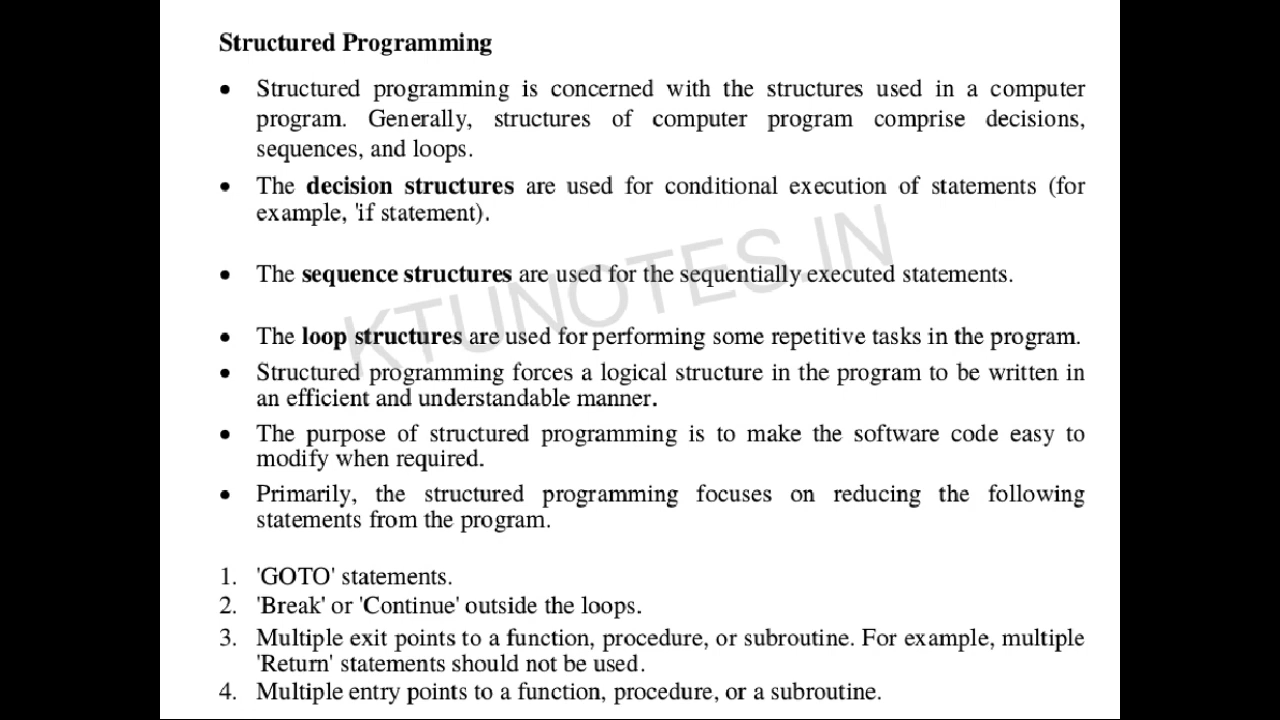 Structured Programming
• Structured programming is concerned with the structures used in a computer
program. Generally, structures of computer program comprise decisions,
sequences, and loops.
• The decision structures are used for conditional execution of statements (for
example, 'if statement).
• The sequence structures are used for the sequentially executed statements.
• The loop structures are used for performing some repetitive tasks in the program.
• Structured programming forces a logical structure in the program to be written in
an efficient and understandable manner.
• The purpose of structured programming is to make the software code easy to
modify when required.
• Primarily, the structured programming focuses on reducing the following
statements from the program.
1. 'GOTO' statements.
2. 'Break' or 'Continue' outside the loops.
3. Multiple exit points to a function, procedure, or subroutine. For example, multiple
'Return' statements should not be used.
4. Multiple entry points to a function, procedure, or a subroutine.
KTUNOTES.IN